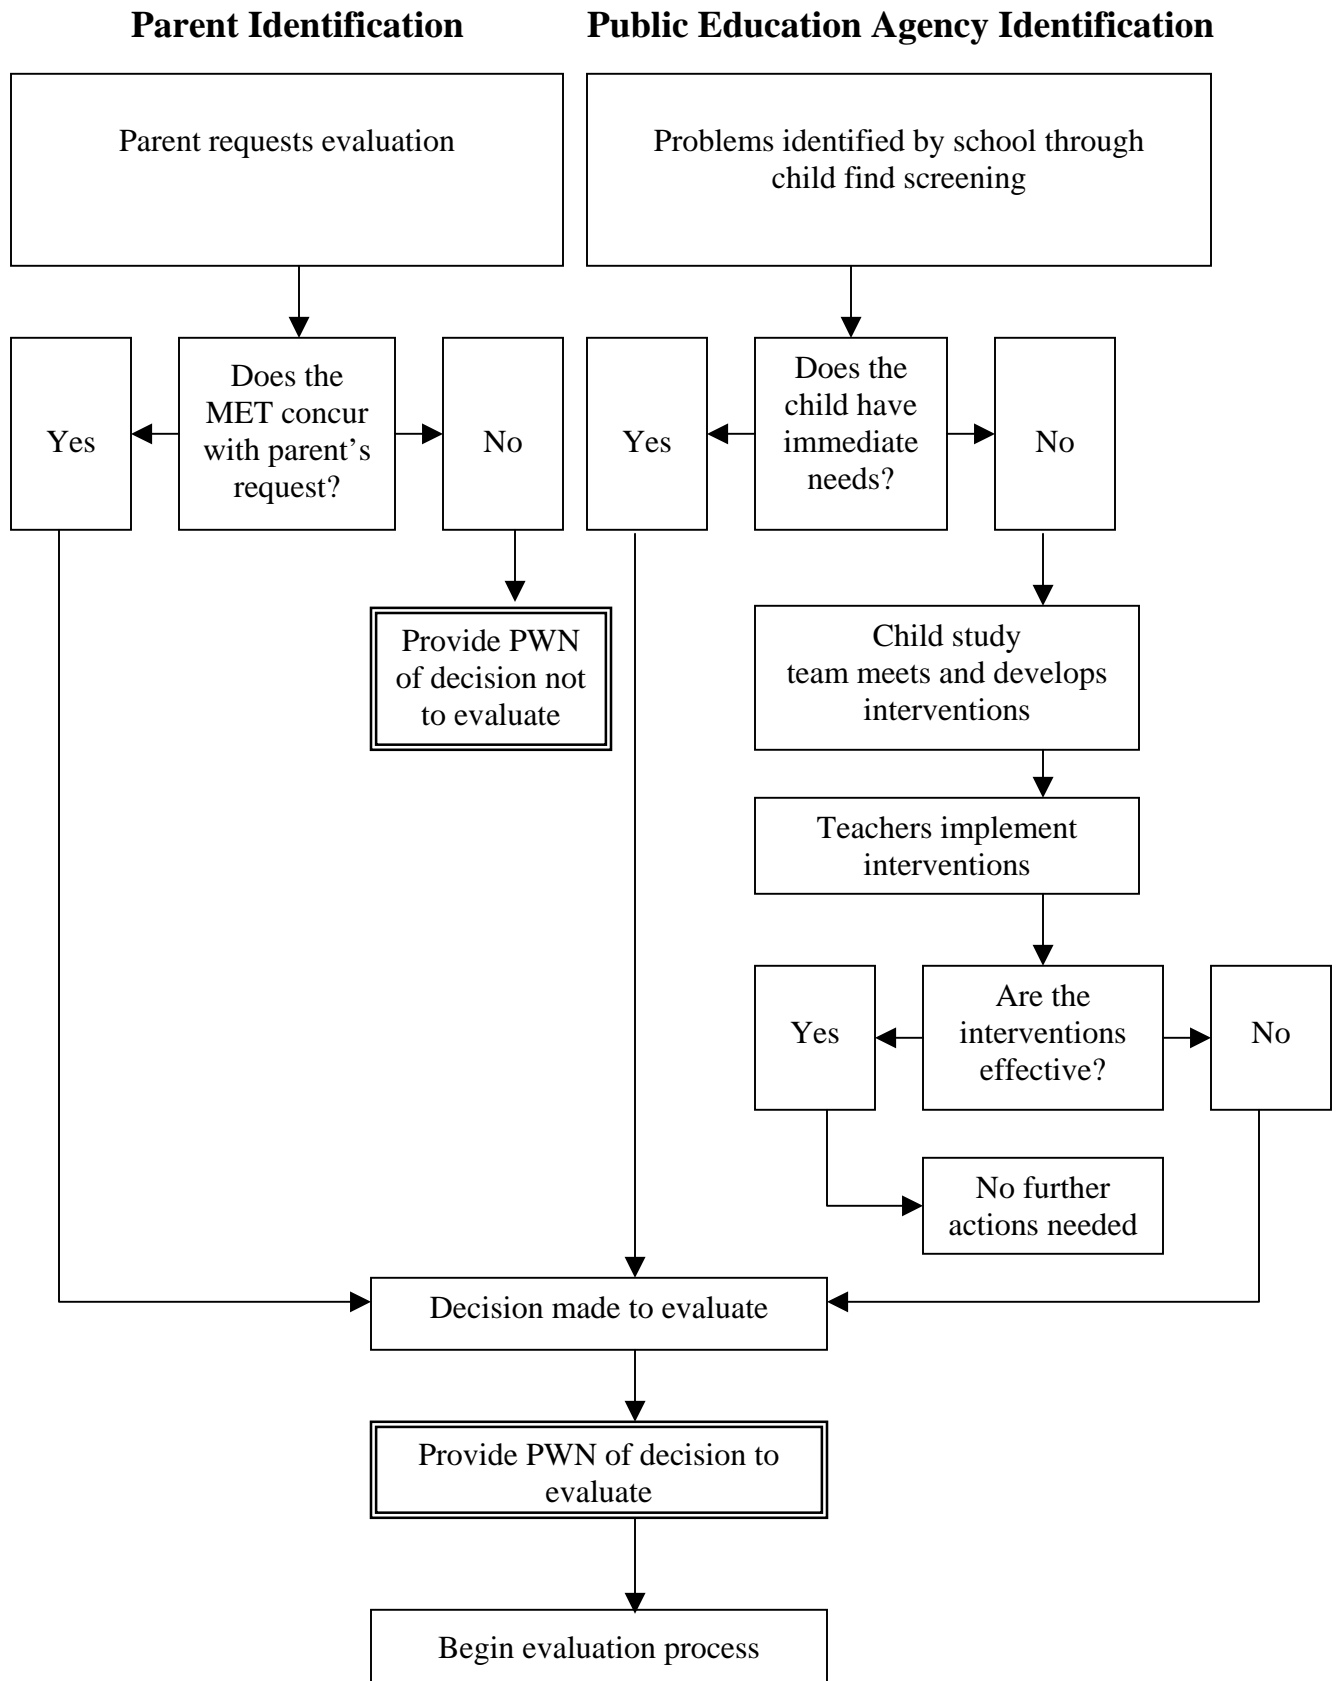 Parent Identification
Public Education Agency Identification
Parent requests evaluation
Problems identified by school through
child find screening
Yes
Does the
MET concur
with parent’s
request?
No
Yes
Does the
child have
immediate
needs?
No
Provide PWN
of decision not
to evaluate
Child study
team meets and develops
interventions
Teachers implement
interventions
Yes
Are the
interventions
effective?
No
No further
actions needed
Decision made to evaluate
Provide PWN of decision to
evaluate
Begin evaluation process